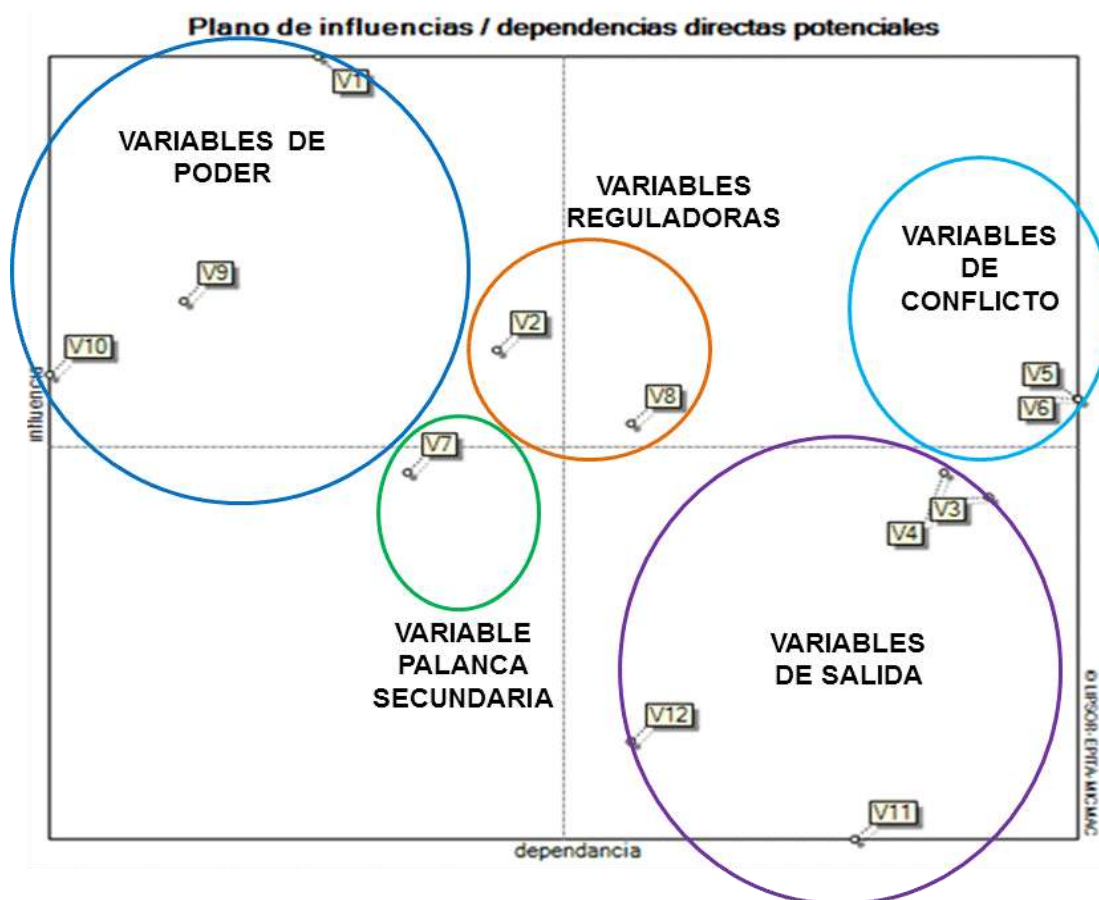 Plano de influencias / dependencias directas potenciales
V1
VARIABLES DE
PODER
VARIABLES
REGULADORAS
VARIABLES
DE
CONFLICTO
V9
V2
V10
V5
V6
V8
influencia
V7
V3
V4
VARIABLE
PALANCA
SECUNDARIA
VARIABLES
DE SALIDA
V12
V11
dependancia
© LIPSOR-EPITA-MICMAC